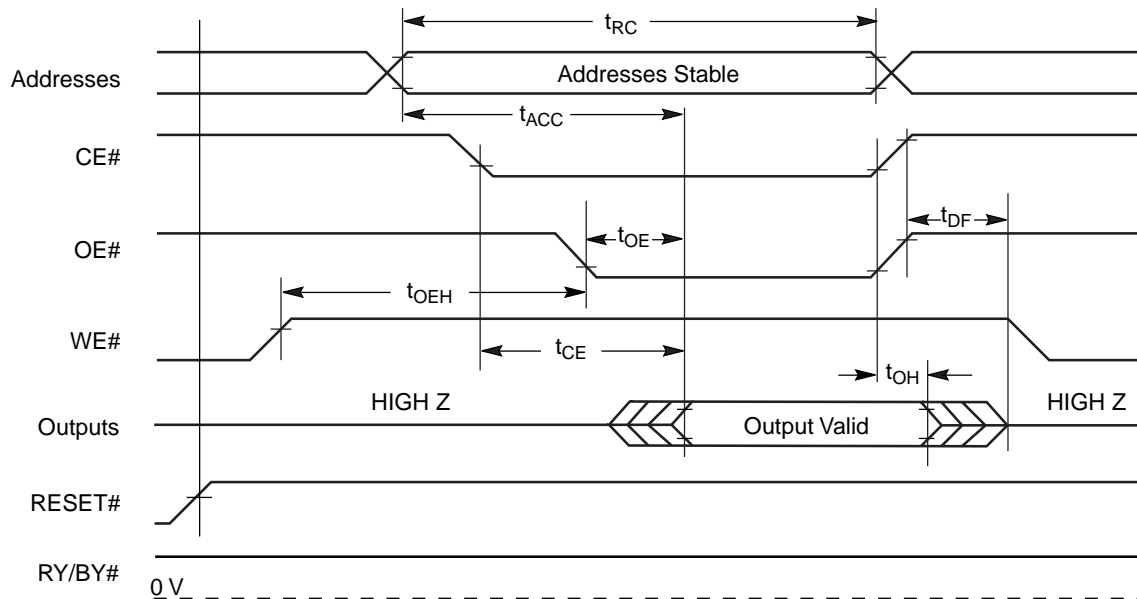 tRC
Addresses
Addresses Stable
tACC
CE#
tDF
OE#
tOE
tOEH
WE#
tCE
tOH
HIGH Z
HIGH Z
Outputs
Output Valid
RESET#
RY/BY#
0 V